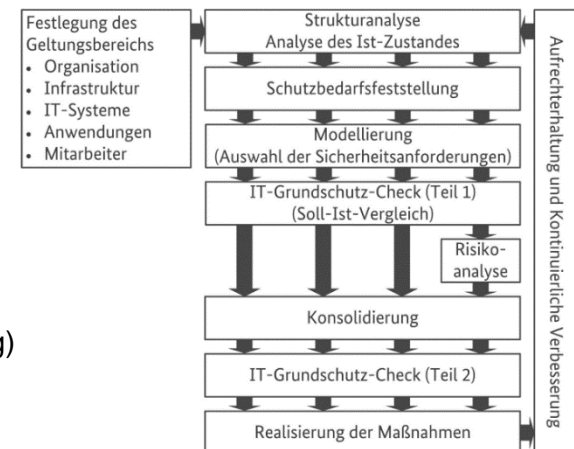 Festlegung des
Geltungsbereichs
• Organisation
• Infrastruktur
• IT-Systeme
• Anwendungen
• Mitarbeiter
Strukturanalyse
Analyse des Ist-Zustandes
Schutzbedarfsfeststellung
Modellierung
(Auswahl der Sicherheitsanforderungen)
IT-Grundschutz-Check (Teil 1)
(Soll-Ist-Vergleich)
Risiko-
analyse
Konsolidierung
g)
IT-Grundschutz-Check (Teil 2)
Realisierung der Maßnahmen
Aufrechterhaltung und Kontinuierliche Verbesserung